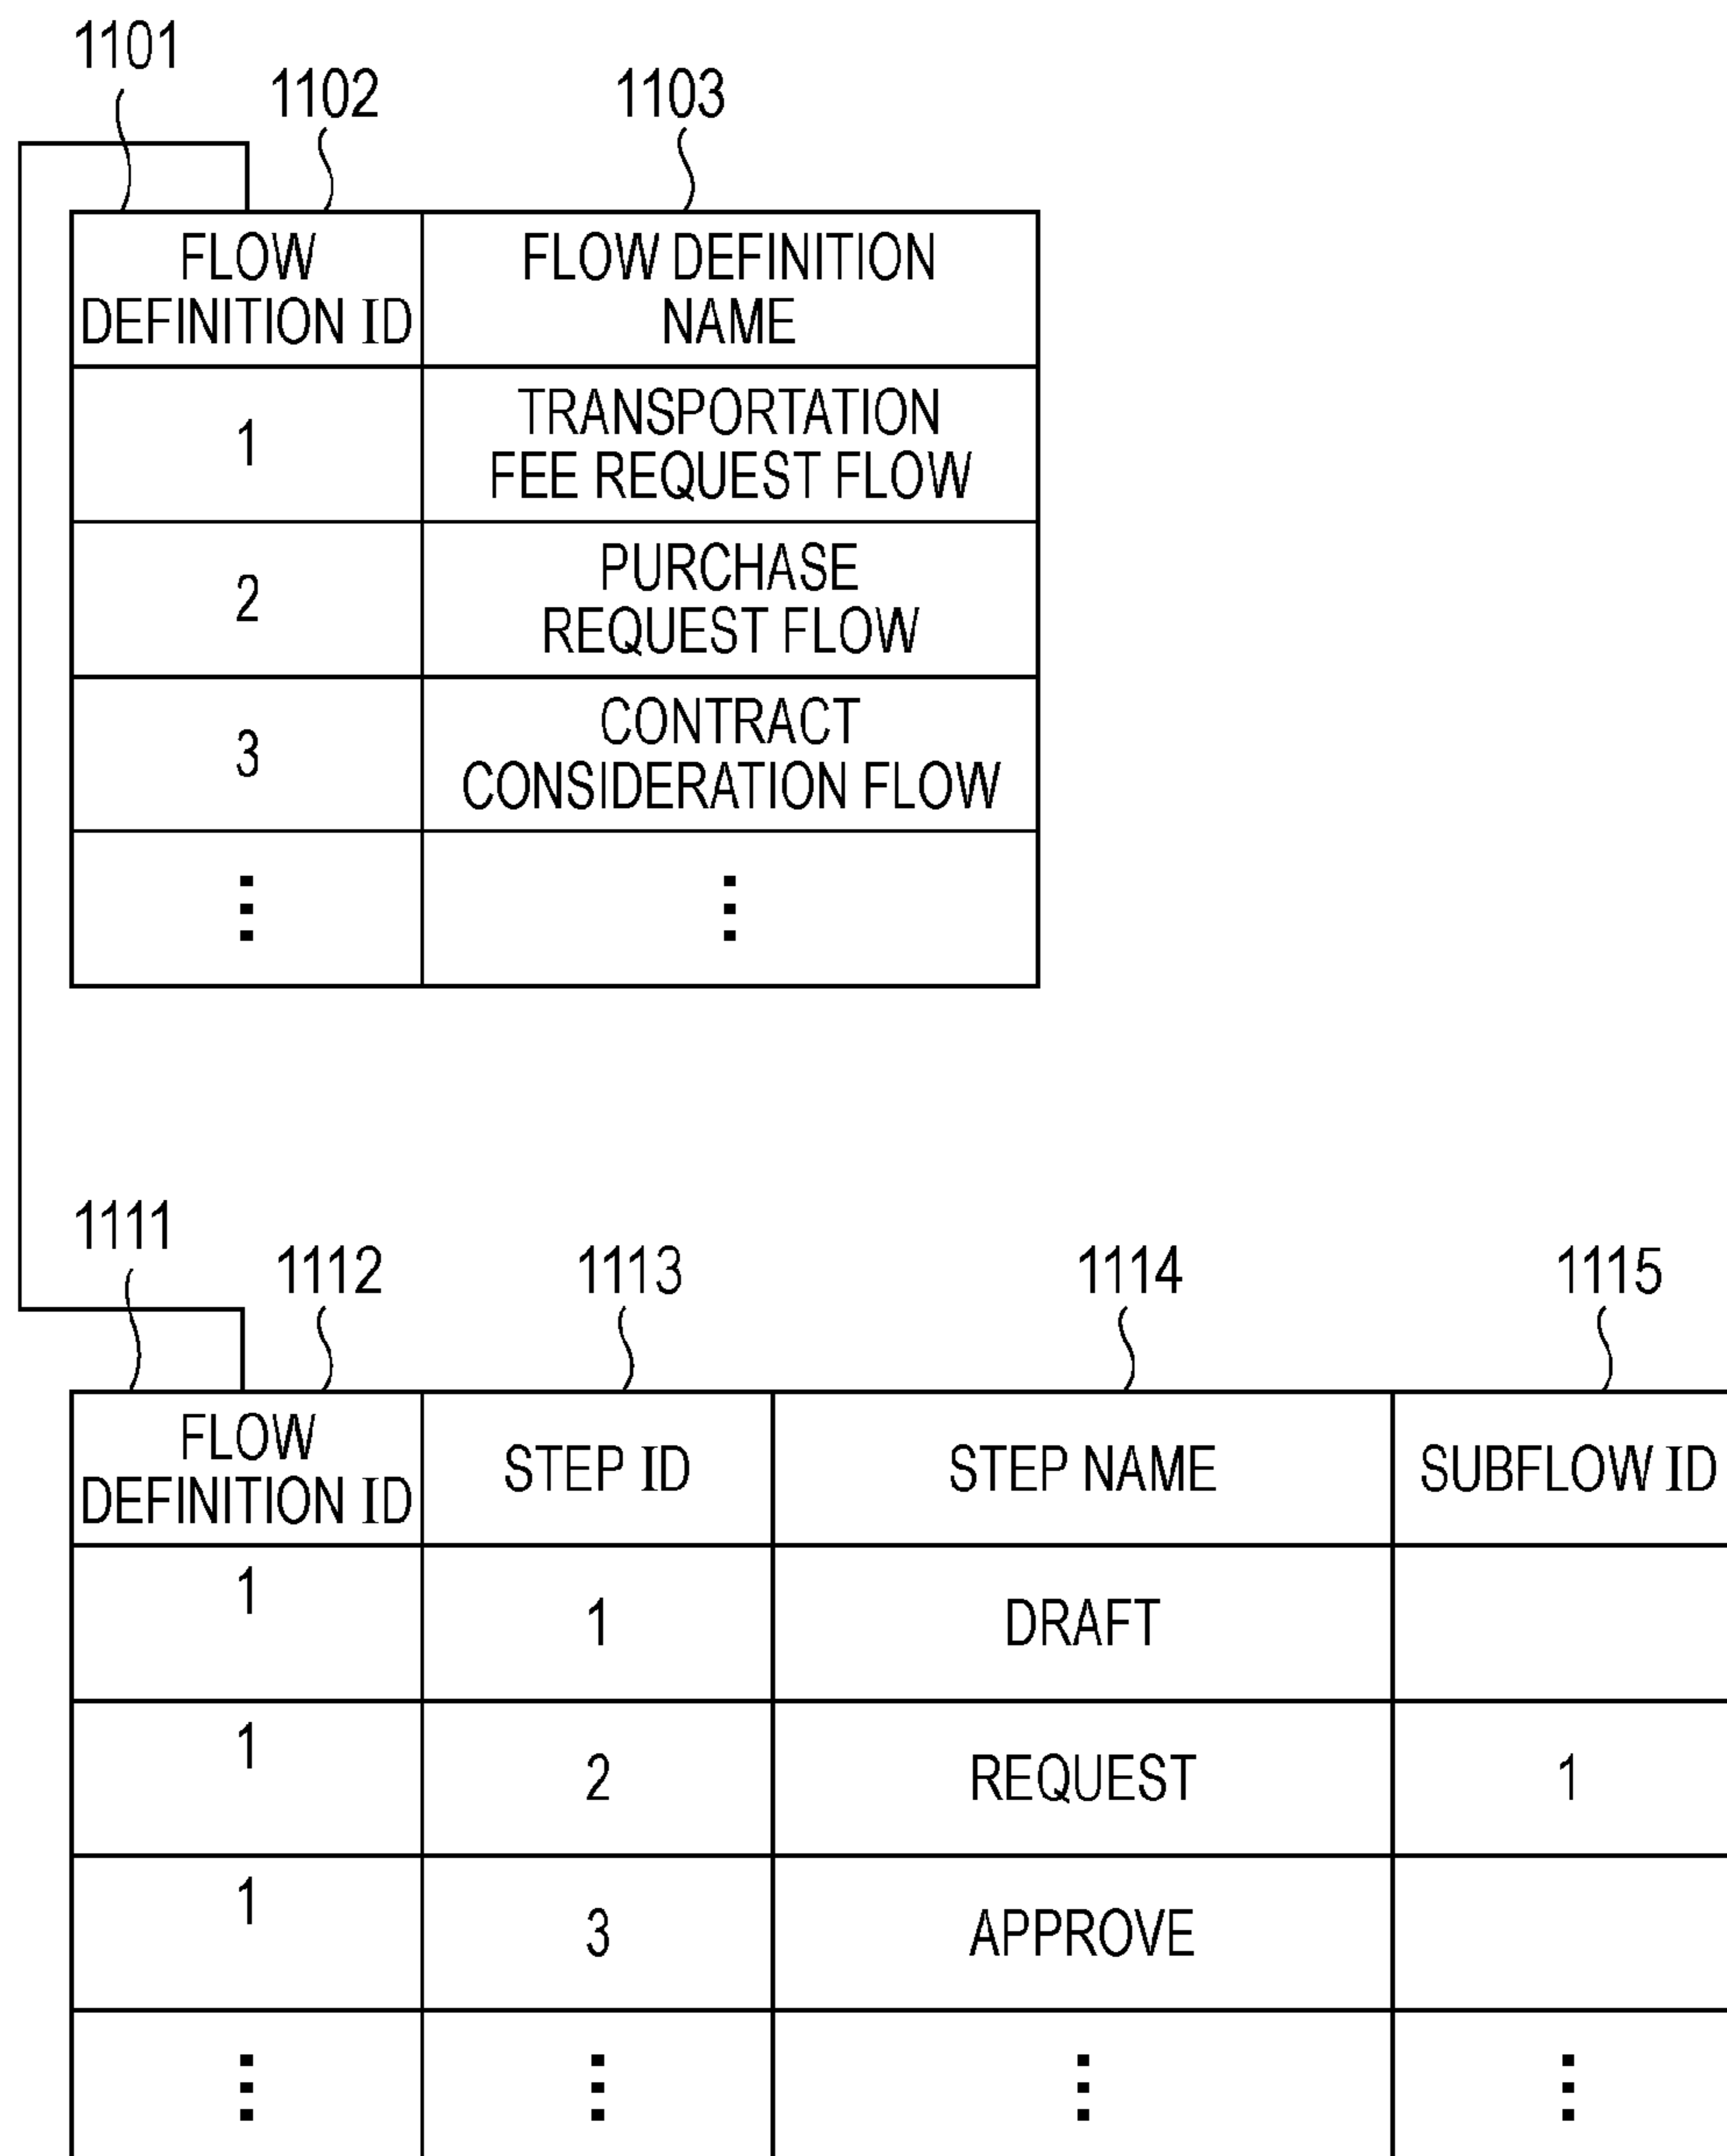 1101
1102
1103
FLOW
DEFINITION ID
FLOW DEFINITION
NAME
1
TRANSPORTATION
FEE REQUEST FLOW
2
PURCHASE
REQUEST FLOW
3
CONTRACT
CONSIDERATION FLOW
1111
1112
1113
1114
1115
FLOW
DEFINITION ID
STEP ID
STEP NAME
SUBFLOW ID
1
1
DRAFT
1
2
REQUEST
1
1
3
APPROVE